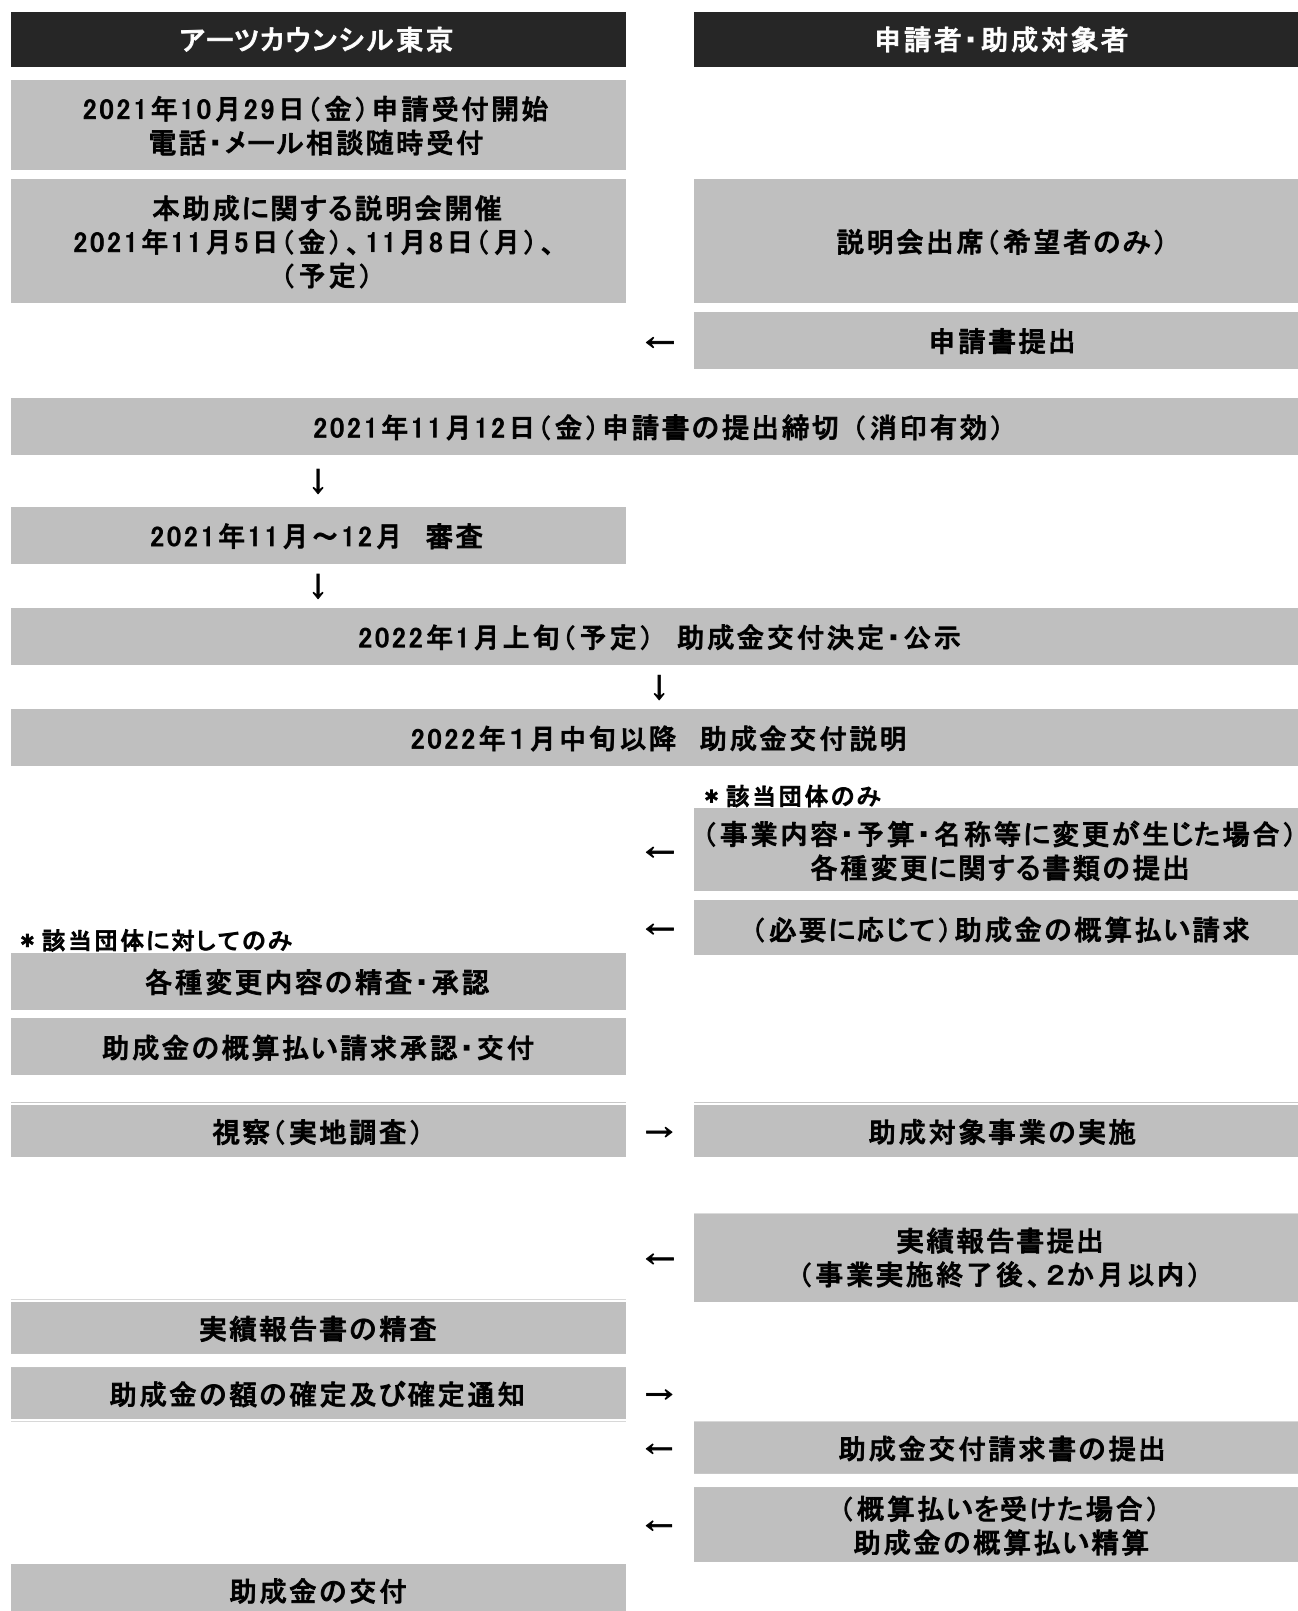 アーツカウンシル東京
申請者・助成対象者
2021年10月29日（金）申請受付開始
電話・メール相談随時受付
本助成に関する説明会開催
2021年11月5日（金）、11月8日（月）、
（予定）
説明会出席（希望者のみ）
← 申請書提出
2021年11月12日（金）申請書の提出締切（消印有効）
↓
2021年11月～12月　審査
↓
2022年1月上旬（予定）　助成金交付決定・公示
↓
2022年１月中旬以降　助成金交付説明
＊該当団体のみ
（事業内容・予算・名称等に変更が生じた場合）
← 各種変更に関する書類の提出
← （必要に応じて）助成金の概算払い請求
＊該当団体に対してのみ
各種変更内容の精査・承認
助成金の概算払い請求承認・交付
視察（実地調査） → 助成対象事業の実施
← 実績報告書提出
（事業実施終了後、２か月以内）
実績報告書の精査
助成金の額の確定及び確定通知 →
← 助成金交付請求書の提出
← （概算払いを受けた場合）
助成金の概算払い精算
助成金の交付